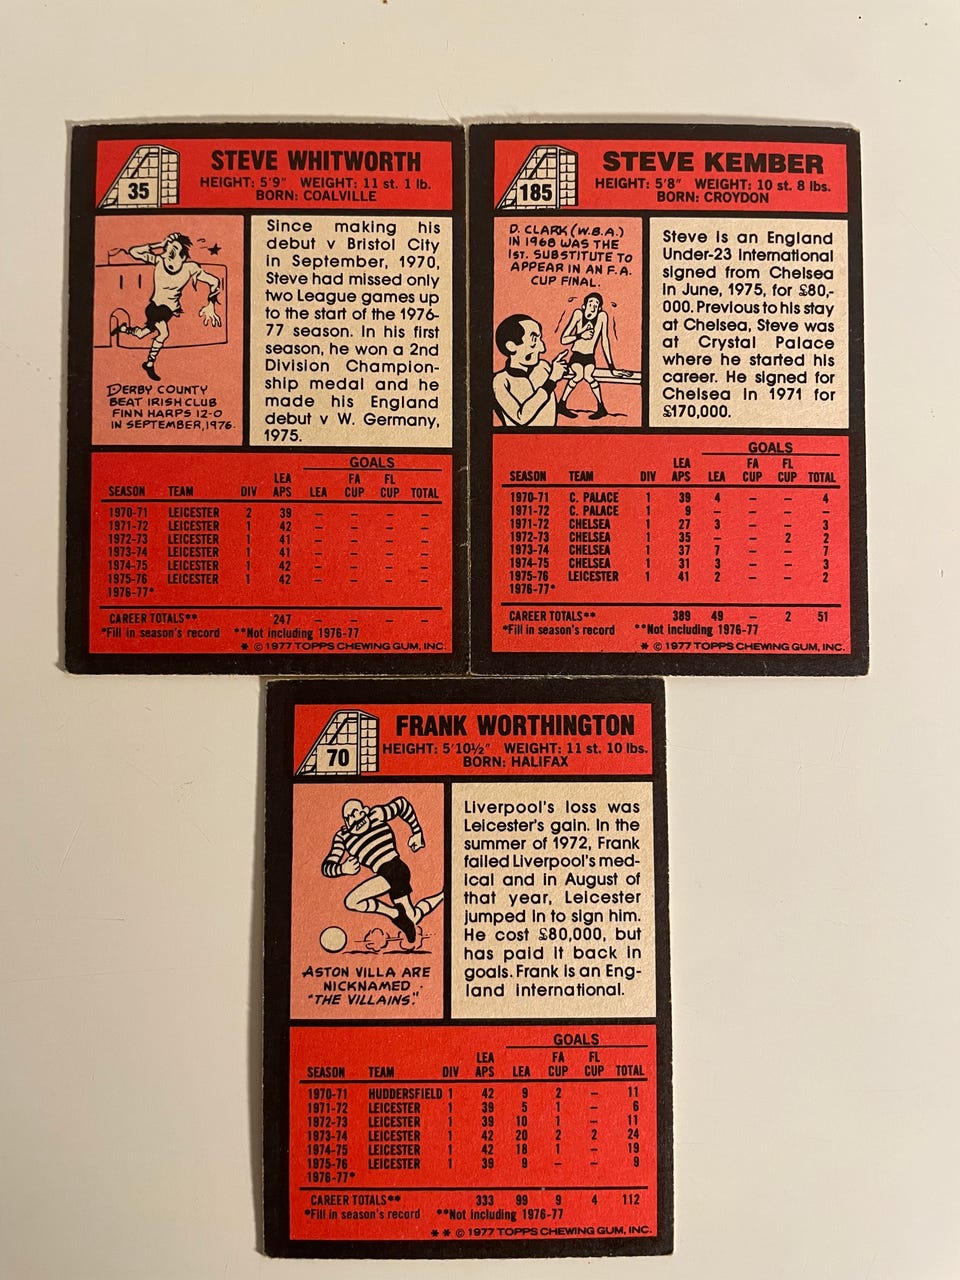 35
STEVE WHITWORTH
HEIGHT: 5'9" WEIGHT: 11 st. 1 lb.
BORN: COALVILLE
DERBY COUNTY
BEAT IRISH CLUB
FINN HARPS 12-0
IN SEPTEMBER, 1976.
Since making his
debut v Bristol City
in September, 1970,
Steve had missed only
two League games up
to the start of the 1976-
77 season. In his first
season, he won a 2nd
Division Champion-
ship medal and he
made his England
debut v W. Germany,
1975.
GOALS
LEA FA FL
SEASON TEAM DIV APS LEA CUP CUP TOTAL
1970-71 LEICESTER 2 39 – – – –
1971-72 LEICESTER 1 42 – – – –
1972-73 LEICESTER 1 41 – – – –
1973-74 LEICESTER 1 41 – – – –
1974-75 LEICESTER 1 42 – – – –
1975-76 LEICESTER 1 42 – – – –
1976-77*
CAREER TOTALS** 247 – – – –
*Fill in season's record **Not including 1976-77
* © 1977 TOPPS CHEWING GUM, INC.
185
STEVE KEMBER
HEIGHT: 5'8" WEIGHT: 10 st. 8 lbs.
BORN: CROYDON
D. CLARK (W.B.A.)
IN 1968 WAS THE
1ST. SUBSTITUTE TO
APPEAR IN AN F.A.
CUP FINAL.
Steve is an England
Under-23 international
signed from Chelsea
in June, 1975, for £80,-
000. Previous to his stay
at Chelsea, Steve was
at Crystal Palace
where he started his
career. He signed for
Chelsea in 1971 for
£170,000.
GOALS
LEA FA FL
SEASON TEAM DIV APS LEA CUP CUP TOTAL
1970-71 C. PALACE 1 39 4 – – 4
1971-72 C. PALACE 1 9 – – – –
1971-72 CHELSEA 1 27 3 – – 3
1972-73 CHELSEA 1 35 – – 2 2
1973-74 CHELSEA 1 37 7 – – 7
1974-75 CHELSEA 1 31 3 – – 3
1975-76 LEICESTER 1 41 2 – – 2
1976-77*
CAREER TOTALS** 389 49 – 2 51
*Fill in season's record **Not including 1976-77
* © 1977 TOPPS CHEWING GUM, INC.
70
FRANK WORTHINGTON
HEIGHT: 5'10½" WEIGHT: 11 st. 10 lbs.
BORN: HALIFAX
ASTON VILLA ARE
NICKNAMED
"THE VILLAINS."
Liverpool's loss was
Leicester's gain. In the
summer of 1972, Frank
failed Liverpool's med-
ical and in August of
that year, Leicester
jumped in to sign him.
He cost £80,000, but
has paid it back in
goals. Frank is an Eng-
land international.
GOALS
LEA FA FL
SEASON TEAM DIV APS LEA CUP CUP TOTAL
1970-71 HUDDERSFIELD 1 42 9 2 – 11
1971-72 LEICESTER 1 39 5 1 – 6
1972-73 LEICESTER 1 39 10 1 – 11
1973-74 LEICESTER 1 42 20 2 2 24
1974-75 LEICESTER 1 42 18 1 – 19
1975-76 LEICESTER 1 39 9 – – 9
1976-77*
CAREER TOTALS** 333 99 9 4 112
*Fill in season's record **Not including 1976-77
* * © 1977 TOPPS CHEWING GUM, INC.